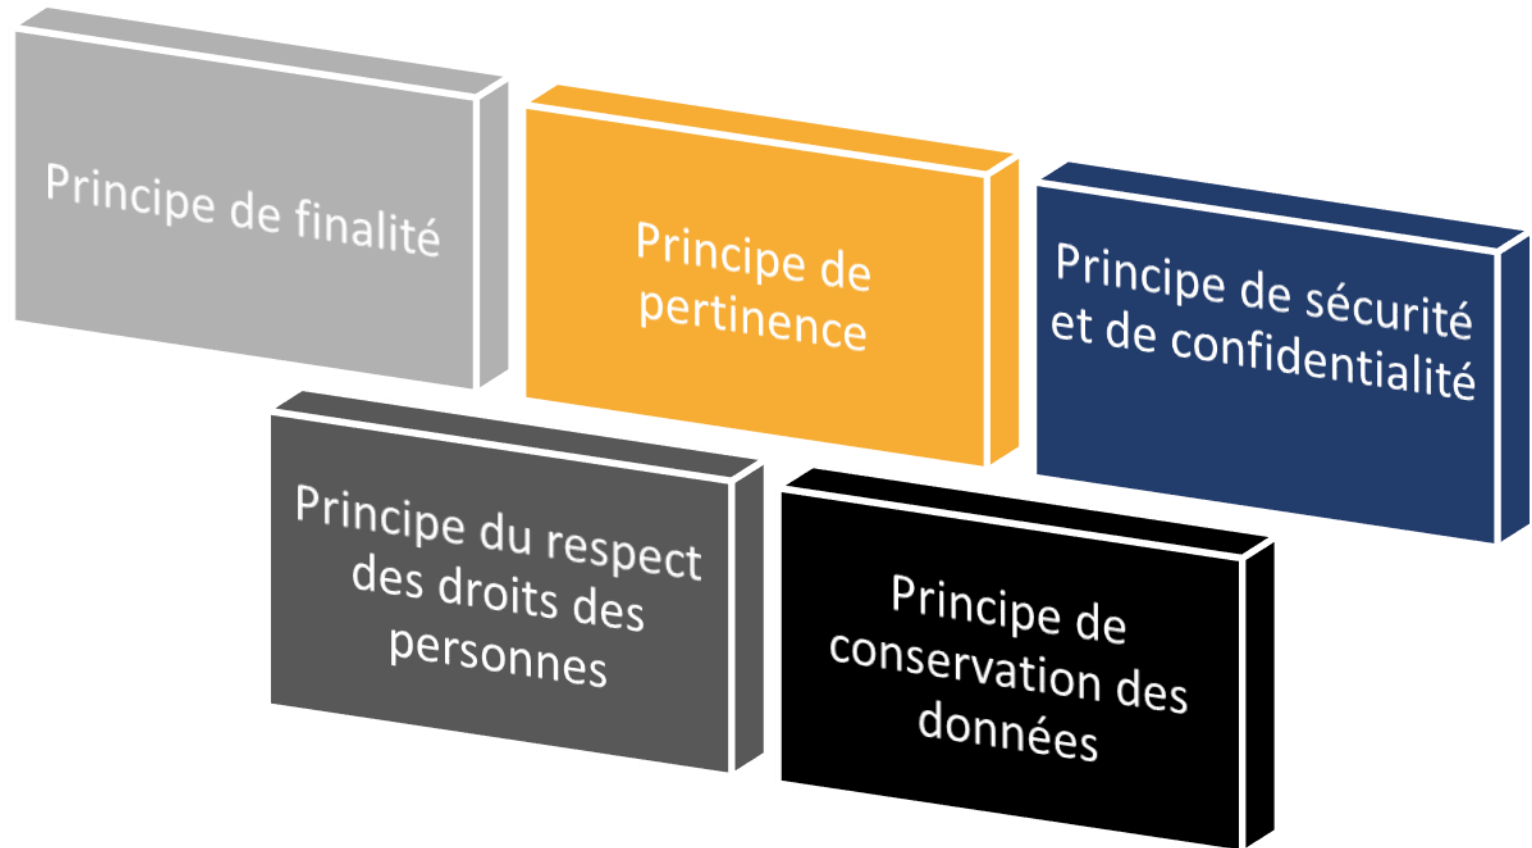 Principe de finalité
Principe de
pertinence
Principe de sécurité
et de confidentialité
Principe du respect
des droits des
personnes
Principe de
conservation des
données